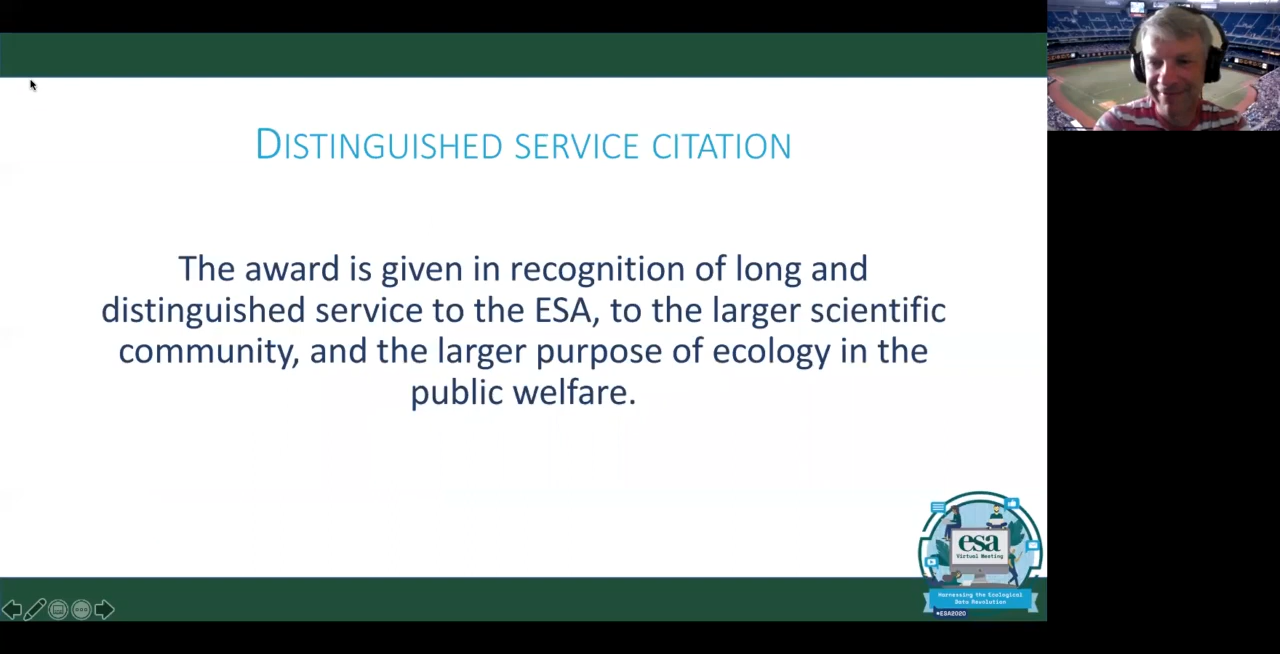 DISTINGUISHED SERVICE CITATION
The award is given in recognition of long and
distinguished service to the ESA, to the larger scientific
community, and the larger purpose of ecology in the
public welfare.
esa
Virtual Meeting
Harnessing the Ecological
Data Revolution
#ESA2020